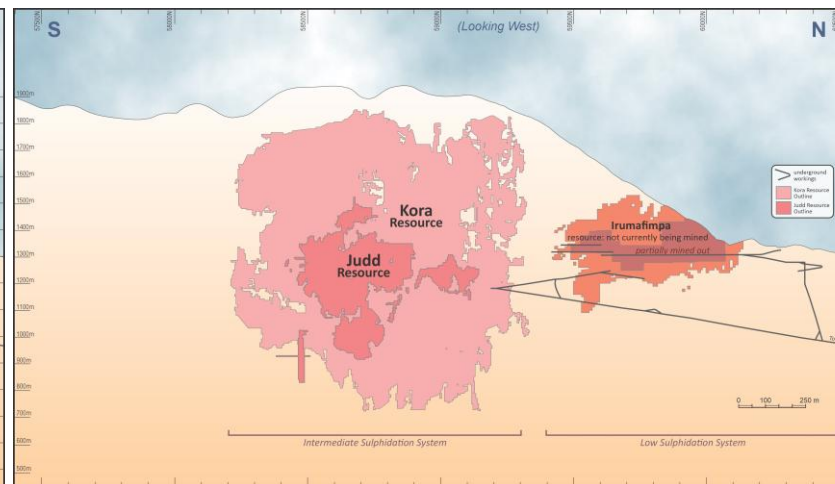 S
(Looking West)
N
1900m
1800m
1700m
1600m
1500m
1400m
1300m
1200m
1100m
1000m
900m
800m
700m
600m
500m
Kora
Resource
Judd
Resource
Irumafimpa
resource: not currently being mined
partially mined out
underground
workings
Kora Resource
Outline
Judd Resource
Outline
0 100 250 m
Intermediate Sulphidation System
Low Sulphidation System